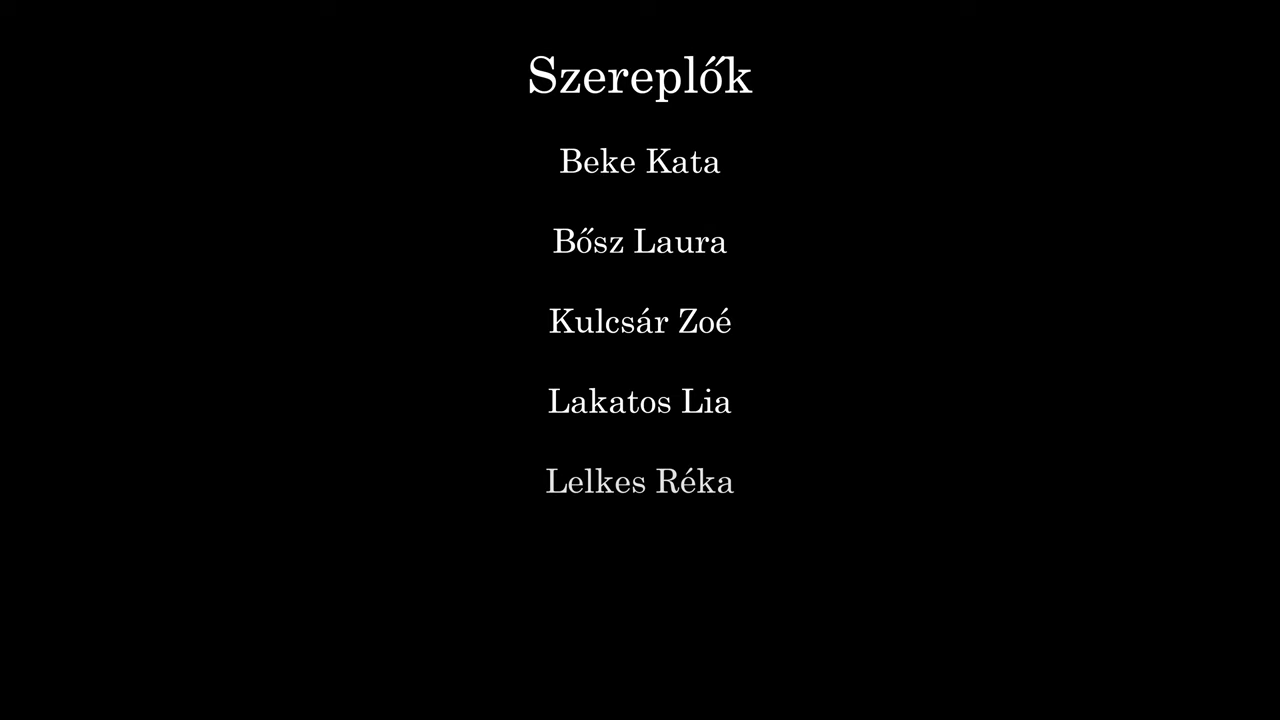 Szereplők
Beke Kata
Bősz Laura
Kulcsár Zoé
Lakatos Lia
Lelkes Réka